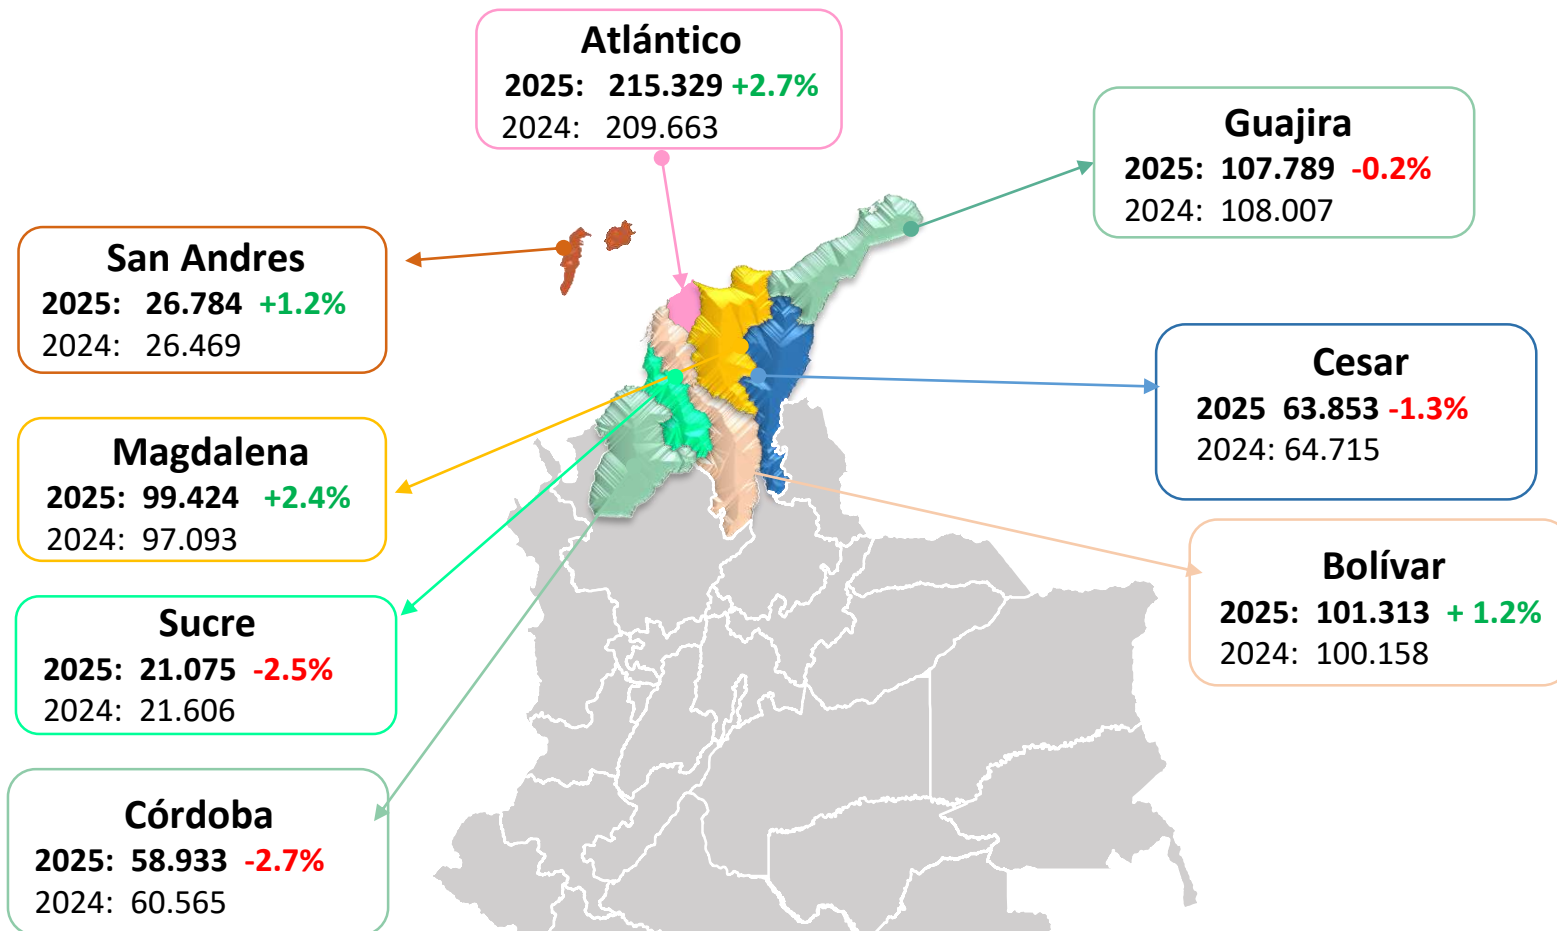 Atlántico
2025: 215.329 +2.7%
2024: 209.663
Guajira
2025: 107.789 -0.2%
2024: 108.007
San Andres
2025: 26.784 +1.2%
2024: 26.469
Cesar
2025 63.853 -1.3%
2024: 64.715
Magdalena
2025: 99.424 +2.4%
2024: 97.093
Bolívar
2025: 101.313 + 1.2%
2024: 100.158
Sucre
2025: 21.075 -2.5%
2024: 21.606
Córdoba
2025: 58.933 -2.7%
2024: 60.565